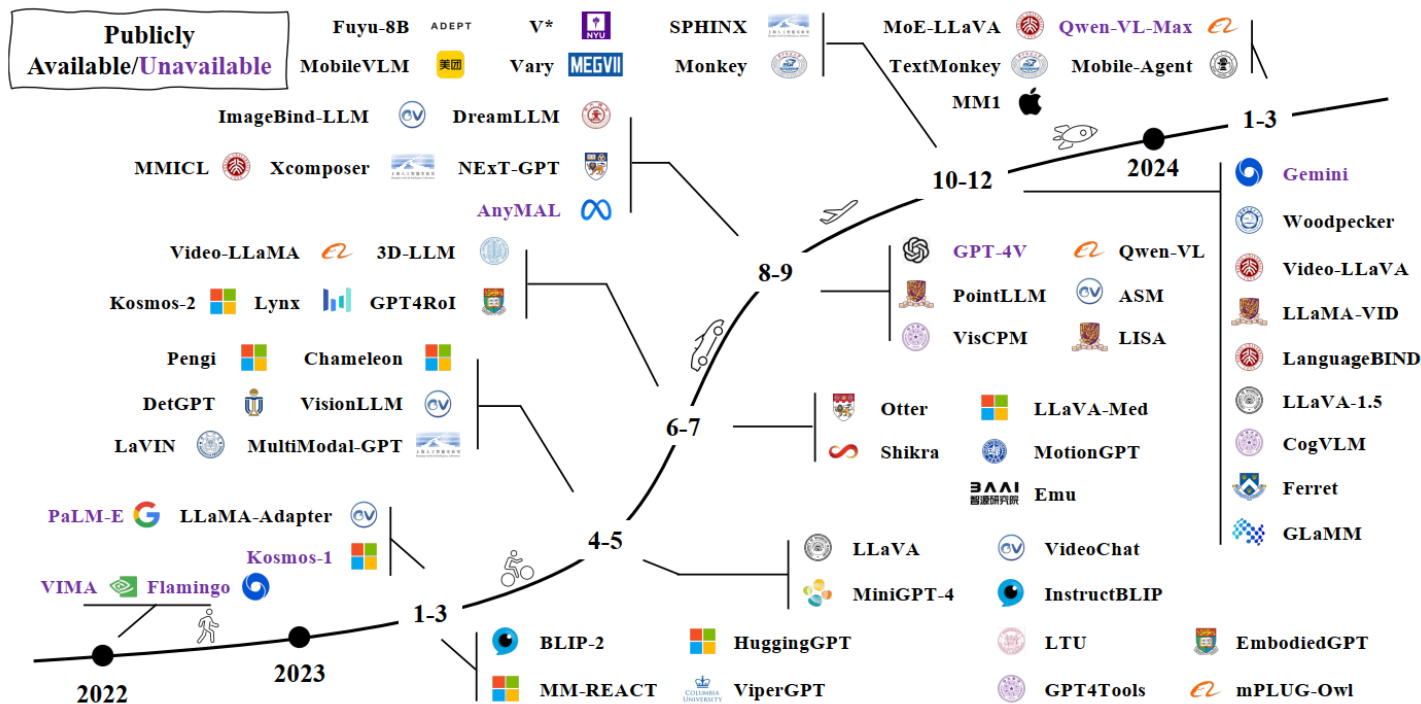 Publicly
Available/Unavailable
Fuyu-8B ADEPT V* NYU SPHINX
MobileVLM 美团 Vary MEGVII Monkey
MoE-LLaVA Qwen-VL-Max
TextMonkey Mobile-Agent
MM1
ImageBind-LLM DreamLLM
MMICL Xcomposer NExT-GPT
AnyMAL
1-3
2024
10-12
Gemini
Woodpecker
Video-LLaVA
LLaMA-VID
LanguageBIND
LLaVA-1.5
CogVLM
Ferret
GLaMM
Video-LLaMA 3D-LLM
Kosmos-2 Lynx GPT4RoI
8-9
GPT-4V Qwen-VL
PointLLM ASM
VisCPM LISA
Pengi Chameleon
DetGPT VisionLLM
LaVIN MultiModal-GPT
6-7
Otter LLaVA-Med
Shikra MotionGPT
BAAI
智源研究院 Emu
PaLM-E LLaMA-Adapter
Kosmos-1
VIMA Flamingo
4-5
LLaVA VideoChat
MiniGPT-4 InstructBLIP
1-3
2023
2022
BLIP-2 HuggingGPT LTU EmbodiedGPT
MM-REACT COLUMBIA UNIVERSITY ViperGPT GPT4Tools mPLUG-Owl